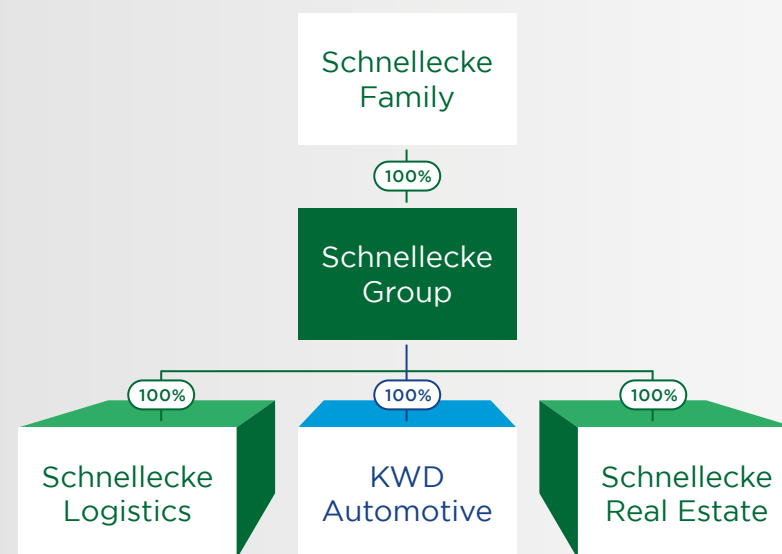 Schnellecke
Family
100%
Schnellecke
Group
100%
100%
100%
Schnellecke
Logistics
KWD
Automotive
Schnellecke
Real Estate